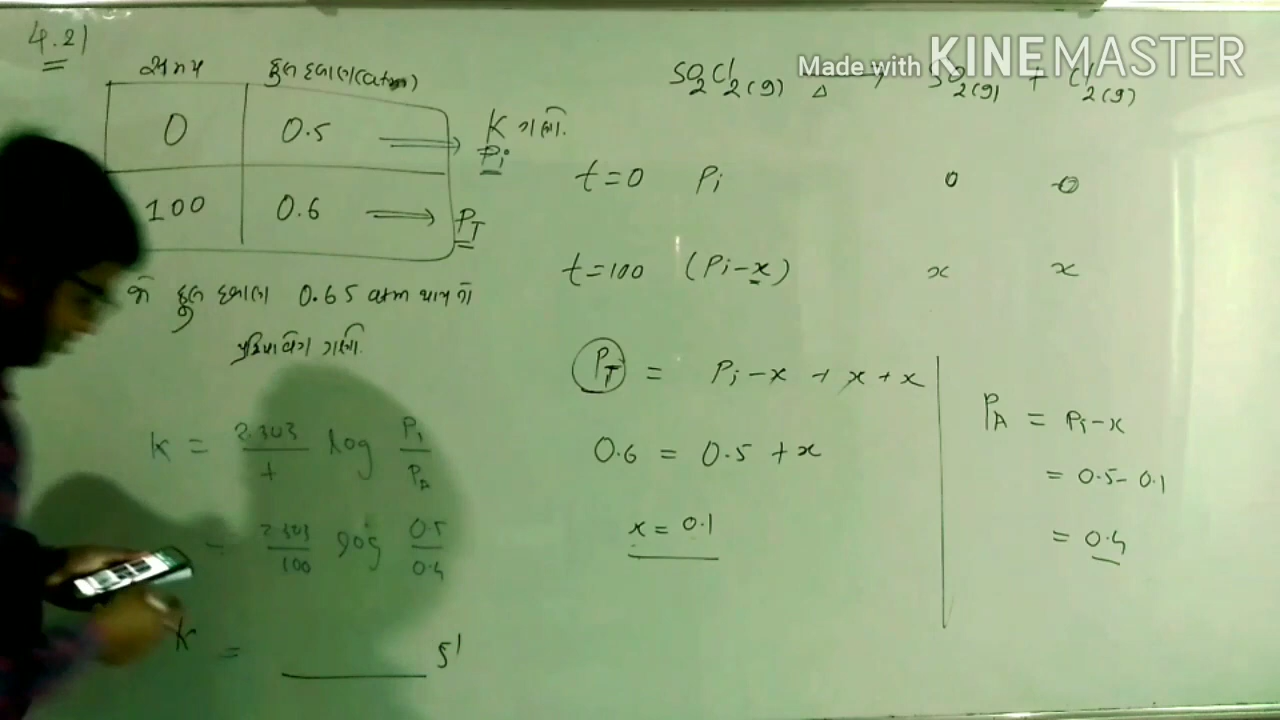 4.21
સમય કુલ દબાણ(atm)
0 0.5 ⟹ K ગણો.
Pi
100 0.6 ⟹ PT
જો કુલ દબાણ 0.65 atm થાય તો
ગણો.
K = 2.303/t log Pi/PA
= 2.303/100 log 0.5/0.4
K = ______ s¹
Made with KINEMASTER
SO2Cl2(g) ⟶ SO2(g) + Cl2(g)
Δ
t=0 Pi 0 0
t=100 (Pi-x) x x
PT = Pi-x + x + x
0.6 = 0.5 + x
x = 0.1
PA = Pi-x
= 0.5-0.1
= 0.4